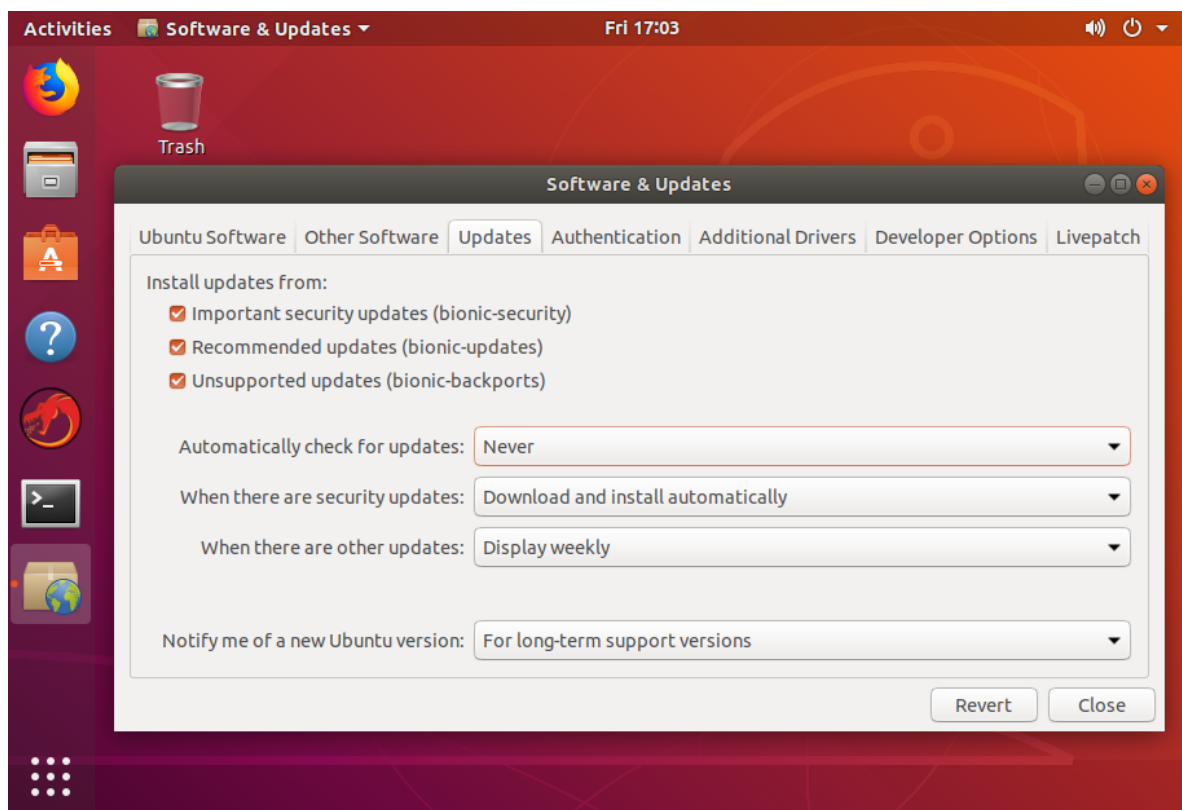 Activities Software & Updates Fri 17:03
Trash
Software & Updates
Ubuntu Software Other Software Updates Authentication Additional Drivers Developer Options Livepatch
Install updates from:
Important security updates (bionic-security)
Recommended updates (bionic-updates)
Unsupported updates (bionic-backports)
Automatically check for updates: Never
When there are security updates: Download and install automatically
When there are other updates: Display weekly
Notify me of a new Ubuntu version: For long-term support versions
Revert Close